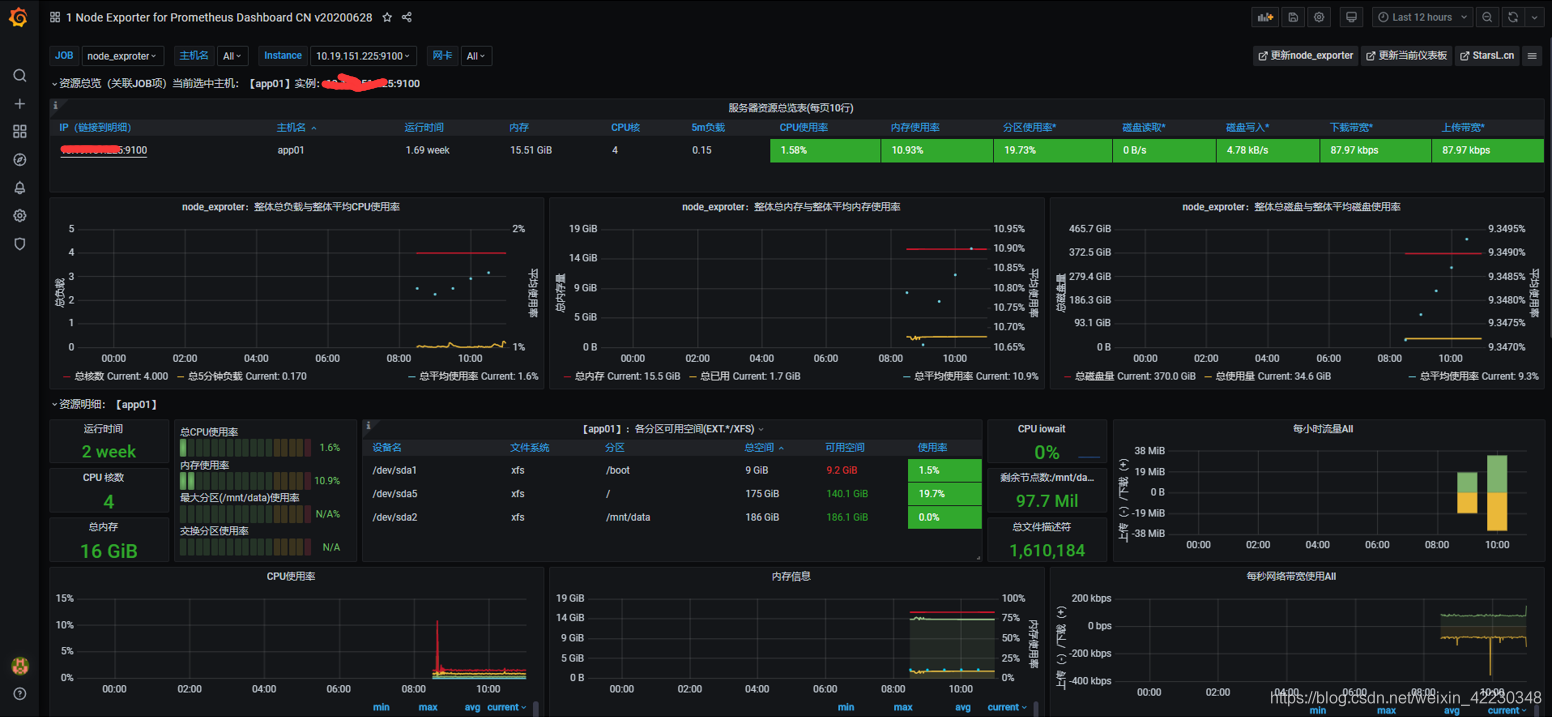 1 Node Exporter for Prometheus Dashboard CN v20200628
Last 12 hours
JOB node_exproter 主机名 All Instance 10.19.151.225:9100 网卡 All
更新node_exporter 更新当前仪表板 StarsL.cn
资源总览（关联JOB项）当前选中主机：【app01】实例：
服务器资源总览表(每页10行)
IP（链接到明细) 主机名 运行时间 内存 CPU核 5m负载 CPU使用率 内存使用率 分区使用率* 磁盘读取* 磁盘写入* 下载带宽* 上传带宽*
:9100 app01 1.69 week 15.51 GiB 4 0.15 1.58% 10.93% 19.73% 0 B/s 4.78 kB/s 87.97 kbps 87.97 kbps
node_exproter：整体总负载与整体平均CPU使用率
5
4
3
2
1
0
总负载
2%
1%
平均使用率
00:00 02:00 04:00 06:00 08:00 10:00
总核数 Current: 4.000 总5分钟负载 Current: 0.170 总平均使用率 Current: 1.6%
node_exproter：整体总内存与整体平均内存使用率
19 GiB
14 GiB
9 GiB
5 GiB
0 B
总内存量
10.95%
10.90%
10.85%
10.80%
10.75%
10.70%
10.65%
平均使用率
00:00 02:00 04:00 06:00 08:00 10:00
总内存 Current: 15.5 GiB 总已用 Current: 1.7 GiB 总平均使用率 Current: 10.9%
node_exproter：整体总磁盘与整体平均磁盘使用率
465.7 GiB
372.5 GiB
279.4 GiB
186.3 GiB
93.1 GiB
0 B
总磁盘量
9.3495%
9.3490%
9.3485%
9.3480%
9.3475%
9.3470%
平均使用率
00:00 02:00 04:00 06:00 08:00 10:00
总磁盘量 Current: 370.0 GiB 总使用量 Current: 34.6 GiB 总平均使用率 Current: 9.3%
资源明细：【app01】
运行时间
2 week
CPU 核数
4
总内存
16 GiB
总CPU使用率
1.6%
内存使用率
10.9%
最大分区(/mnt/data)使用率
N/A%
交换分区使用率
N/A
【app01】：各分区可用空间(EXT.*/XFS)
设备名 文件系统 分区 总空间 可用空间 使用率
/dev/sda1 xfs /boot 9 GiB 9.2 GiB 1.5%
/dev/sda5 xfs / 175 GiB 140.1 GiB 19.7%
/dev/sda2 xfs /mnt/data 186 GiB 186.1 GiB 0.0%
CPU iowait
0%
剩余节点数:/mnt/da...
97.7 Mil
总文件描述符
1,610,184
每小时流量All
38 MiB
19 MiB
0 B
-19 MiB
-38 MiB
上传（-）/下载（+）
00:00 02:00 04:00 06:00 08:00 10:00
CPU使用率
15%
10%
5%
0%
00:00 02:00 04:00 06:00 08:00 10:00
min max avg current
内存信息
19 GiB
14 GiB
9 GiB
5 GiB
0 B
100%
75%
50%
25%
0%
内存使用率
00:00 02:00 04:00 06:00 08:00 10:00
min max avg current
每秒网络带宽使用All
200 kbps
0 bps
-200 kbps
-400 kbps
上传（-）/下载（+）
00:00 02:00 04:00 06:00 08:00 10:00
min max avg current
https://blog.csdn.net/weixin_42230348